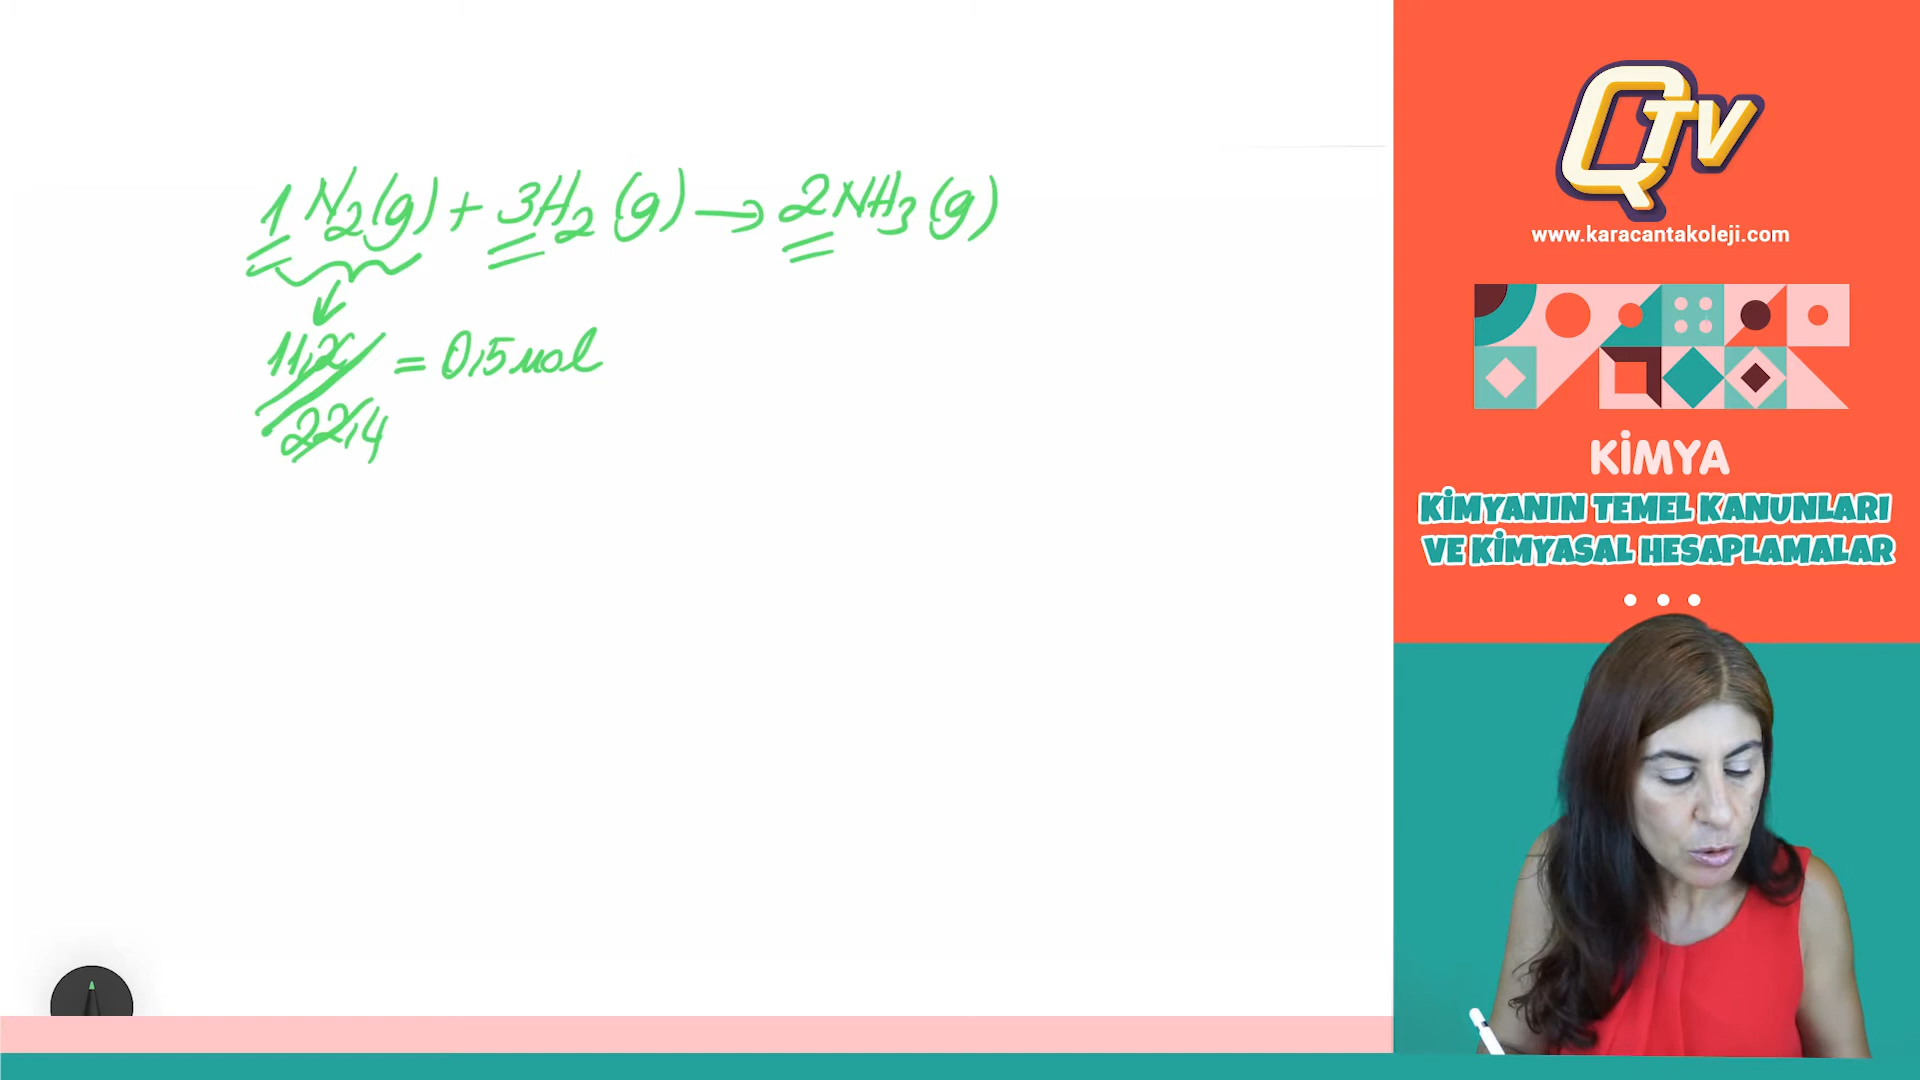 1 N₂(g) + 3H₂ (g) → 2NH₃ (g)
11,2 = 0,5 mol
22,4
QTV
www.karacantakoleji.com
KİMYA
KİMYANIN TEMEL KANUNLARI
VE KİMYASAL HESAPLAMALAR